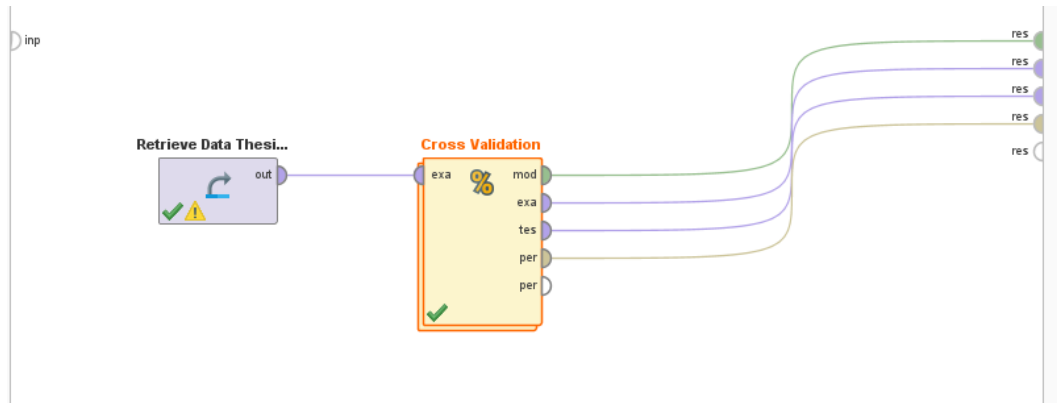 inp
res
res
res
res
res
Retrieve Data Thesi...
out
Cross Validation
exa
%
mod
exa
tes
per
per